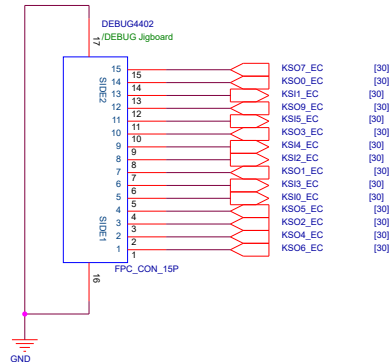 DEBUG4402
/DEBUG Jigboard
17
SIDE2
15 15 KSO7_EC [30]
14 14 KSO0_EC [30]
13 13 KSI1_EC [30]
12 12 KSO9_EC [30]
11 11 KSI5_EC [30]
10 10 KSO3_EC [30]
9 9 KSI4_EC [30]
8 8 KSI2_EC [30]
7 7 KSO1_EC [30]
6 6 KSI3_EC [30]
5 5 KSI0_EC [30]
4 4 KSO5_EC [30]
3 3 KSO2_EC [30]
2 2 KSO4_EC [30]
1 1 KSO6_EC [30]
SIDE1
16
FPC_CON_15P
GND